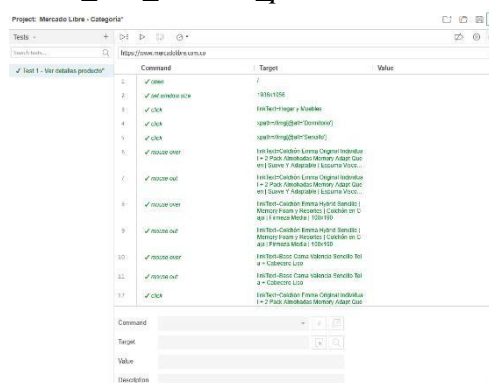 Project: Mercado Libre - Categoría*
Tests
Search tests...
✓ Test 1 - Ver detalles producto*
https://www.mercadolibre.com.co
Command Target Value
1 ✓ open /
2 ✓ set window size 1936x1056
3 ✓ click linkText=Hogar y Muebles
4 ✓ click xpath=//img[@alt='Dormitorio']
5 ✓ click xpath=//img[@alt='Sencillo']
6 ✓ mouse over linkText=Colchón Emma Original Individua
l + 2 Pack Almohadas Memory Adapt Que
en | Suave Y Adaptable | Espuma Visco...
7 ✓ mouse out linkText=Colchón Emma Original Individua
l + 2 Pack Almohadas Memory Adapt Que
en | Suave Y Adaptable | Espuma Visco...
8 ✓ mouse over linkText=Colchón Emma Hybrid Sencillo |
Memory Foam y Resortes | Colchón en C
aja | Firmeza Media | 100x190
9 ✓ mouse out linkText=Colchón Emma Hybrid Sencillo |
Memory Foam y Resortes | Colchón en C
aja | Firmeza Media | 100x190
10 ✓ mouse over linkText=Base Cama Valencia Sencillo Tel
a + Cabecero Liso
11 ✓ mouse out linkText=Base Cama Valencia Sencillo Tel
a + Cabecero Liso
12 ✓ click linkText=Colchón Emma Original Individua
l + 2 Pack Almohadas Memory Adapt Que
Command
Target
Value
Description